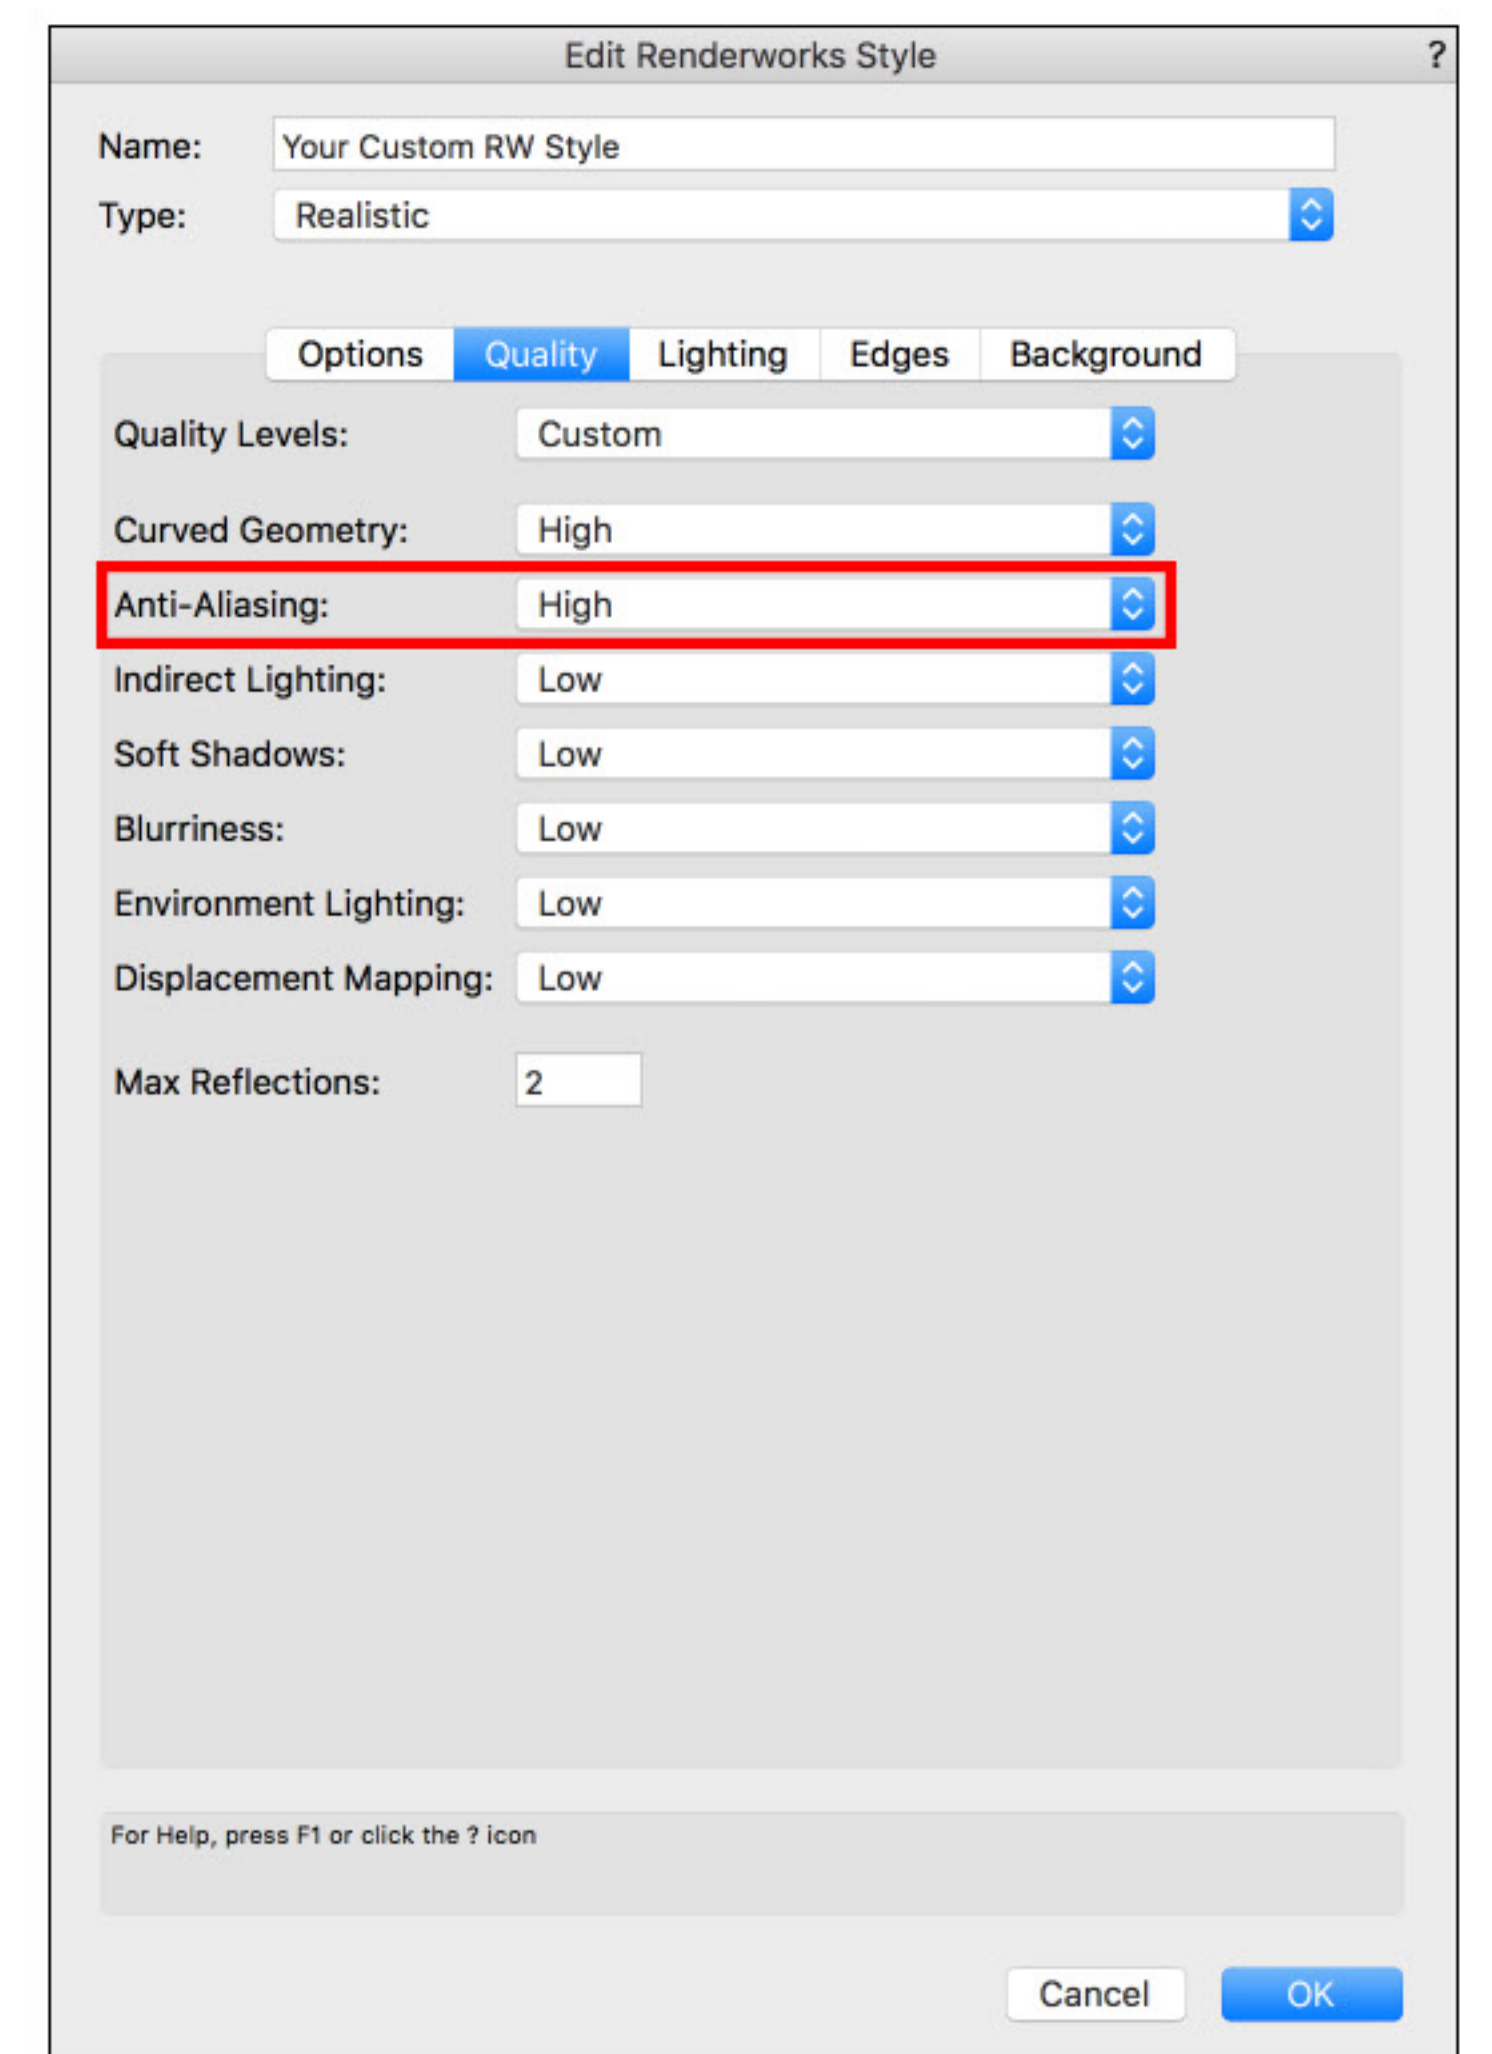 Edit Renderworks Style ?
Name: Your Custom RW Style
Type: Realistic
Options Quality Lighting Edges Background
Quality Levels: Custom
Curved Geometry: High
Anti-Aliasing: High
Indirect Lighting: Low
Soft Shadows: Low
Blurriness: Low
Environment Lighting: Low
Displacement Mapping: Low
Max Reflections: 2
For Help, press F1 or click the ? icon
Cancel OK